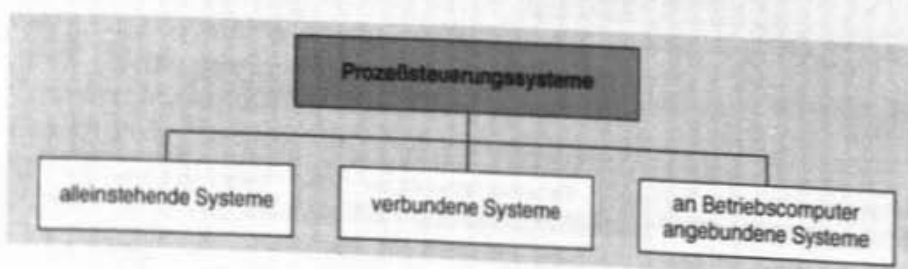 Prozeßsteuerungssysteme
alleinstehende Systeme
verbundene Systeme
an Betriebscomputer
angebundene Systeme